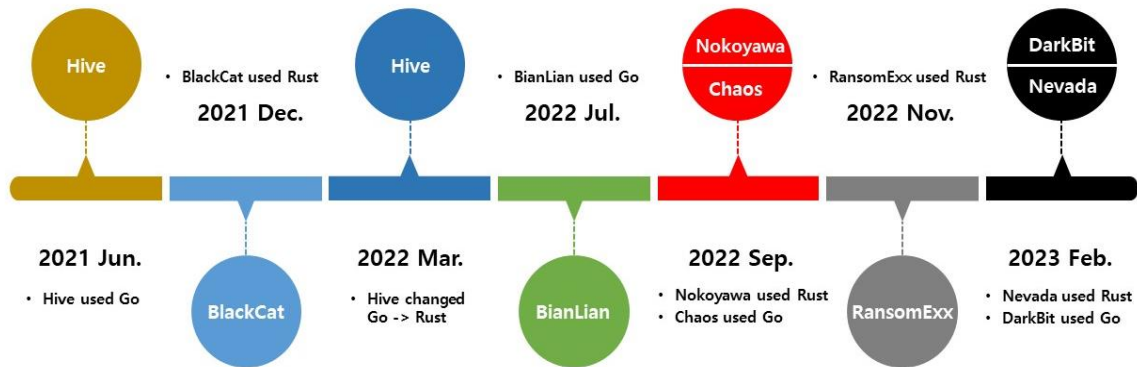 Hive
• BlackCat used Rust
2021 Dec.
Hive
• BianLian used Go
2022 Jul.
Nokoyawa
Chaos
• RansomExx used Rust
2022 Nov.
DarkBit
Nevada
2021 Jun.
• Hive used Go
BlackCat
2022 Mar.
• Hive changed
Go -> Rust
BianLian
2022 Sep.
• Nokoyawa used Rust
• Chaos used Go
RansomExx
2023 Feb.
• Nevada used Rust
• DarkBit used Go